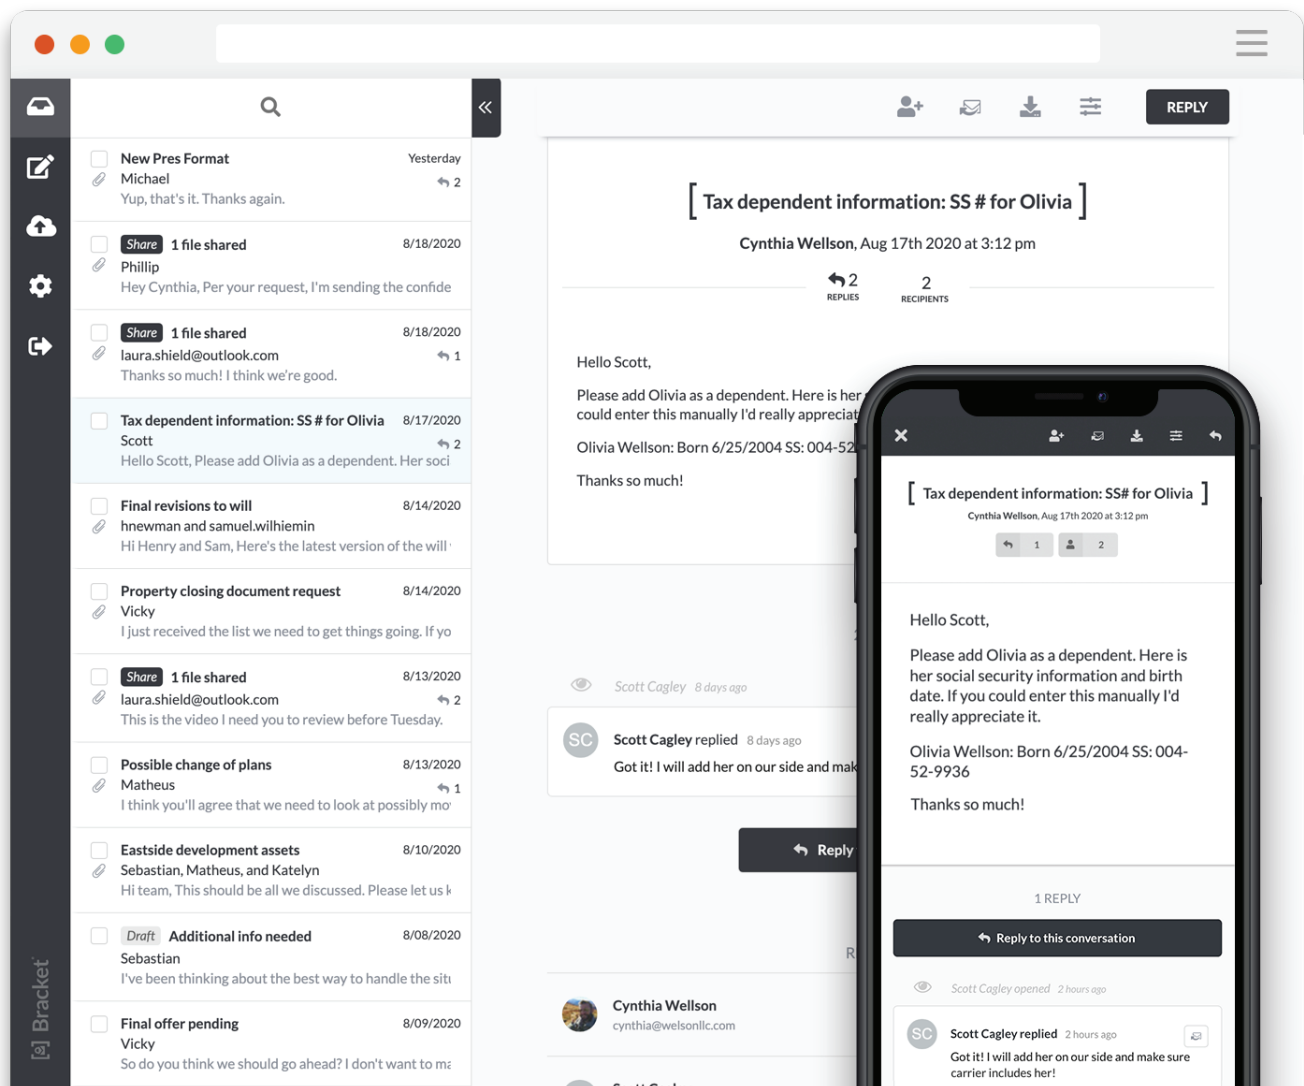 REPLY
New Pres Format Yesterday
Michael 2
Yup, that's it. Thanks again.
Share 1 file shared 8/18/2020
Phillip
Hey Cynthia, Per your request, I'm sending the confide
Share 1 file shared 8/18/2020
laura.shield@outlook.com 1
Thanks so much! I think we're good.
Tax dependent information: SS # for Olivia 8/17/2020
Scott 2
Hello Scott, Please add Olivia as a dependent. Her soci
Final revisions to will 8/14/2020
hnewman and samuel.wilhiemin
Hi Henry and Sam, Here's the latest version of the will
Property closing document request 8/14/2020
Vicky
I just received the list we need to get things going. If yo
Share 1 file shared 8/13/2020
laura.shield@outlook.com 2
This is the video I need you to review before Tuesday.
Possible change of plans 8/13/2020
Matheus 1
I think you'll agree that we need to look at possibly mo
Eastside development assets 8/10/2020
Sebastian, Matheus, and Katelyn
Hi team, This should be all we discussed. Please let us k
Draft Additional info needed 8/08/2020
Sebastian
I've been thinking about the best way to handle the situ
Final offer pending 8/09/2020
Vicky
So do you think we should go ahead? I don't want to ma
Bracket
[ Tax dependent information: SS # for Olivia ]
Cynthia Wellson, Aug 17th 2020 at 3:12 pm
2 2
REPLIES RECIPIENTS
Hello Scott,
Please add Olivia as a dependent. Here is her
could enter this manually I'd really appreciat
Olivia Wellson: Born 6/25/2004 SS: 004-52
Thanks so much!
Scott Cagley 8 days ago
SC
Scott Cagley replied 8 days ago
Got it! I will add her on our side and mak
Reply
R
Cynthia Wellson
cynthia@welsonllc.com
[ Tax dependent information: SS# for Olivia ]
Cynthia Wellson, Aug 17th 2020 at 3:12 pm
1 2
Hello Scott,
Please add Olivia as a dependent. Here is
her social security information and birth
date. If you could enter this manually I'd
really appreciate it.
Olivia Wellson: Born 6/25/2004 SS: 004-
52-9936
Thanks so much!
1 REPLY
Reply to this conversation
Scott Cagley opened 2 hours ago
SC
Scott Cagley replied 2 hours ago
Got it! I will add her on our side and make sure
carrier includes her!